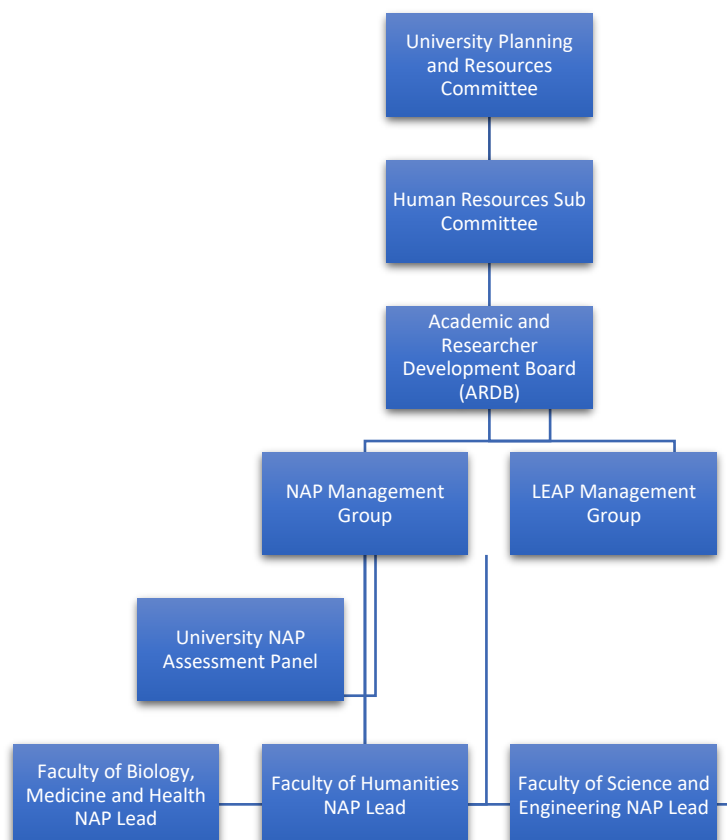 University Planning
and Resources
Committee
Human Resources Sub
Committee
Academic and
Researcher
Development Board
(ARDB)
NAP Management
Group
LEAP Management
Group
University NAP
Assessment Panel
Faculty of Biology,
Medicine and Health
NAP Lead
Faculty of Humanities
NAP Lead
Faculty of Science and
Engineering NAP Lead